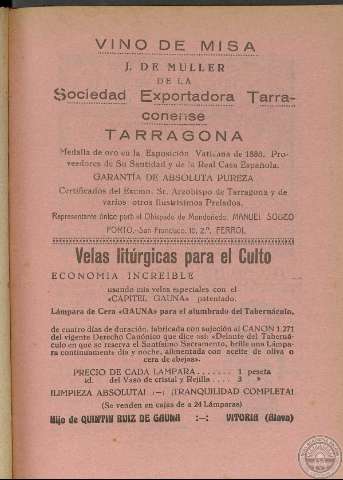 VINO DE MISA
J. DE MULLER
DE LA
Sociedad Exportadora Tarra-
conense
TARRAGONA
Medalla de oro en la Exposición Vaticana de 1888. Pro-
veedores de Su Santidad y de la Real Casa Española.
GARANTÍA DE ABSOLUTA PUREZA
Certificados del Excmo. Sr. Arzobispo de Tarragona y de
varios otros Ilustrísimos Prelados.
Representante único para el Obispado de Mondoñedo. MANUEL
PORTO.-San Francisco, 10, 2.º. FERROL
Velas litúrgicas para el Culto
ECONOMIA INCREIBLE
usando mis velas especiales con el
«CAPITEL GAUNA» patentado.
Lámpara de Cera «GAUNA» para el alumbrado del Tabernáculo,
de cuatro días de duración, fabricada con sujeción al CANON 1.271
del vigente Derecho Canónico que dice así: «Delante del Taberná-
culo en que se reserva el Santísimo Sacramento, brille una Lámpa-
ra continuamente día y noche, alimentada con aceite de oliva o
cera de abejas».
PRECIO DE CADA LAMPARA....... 1 peseta
id. del Vaso de cristal y Rejilla.... 3 »
¡LIMPIEZA ABSOLUTA! :—: ¡TRANQUILIDAD COMPLETA!
(Se venden en cajas de a 24 Lámparas)
Hijo de QUINTIN RUIZ DE GAUNA :—: VITORIA (Alava)